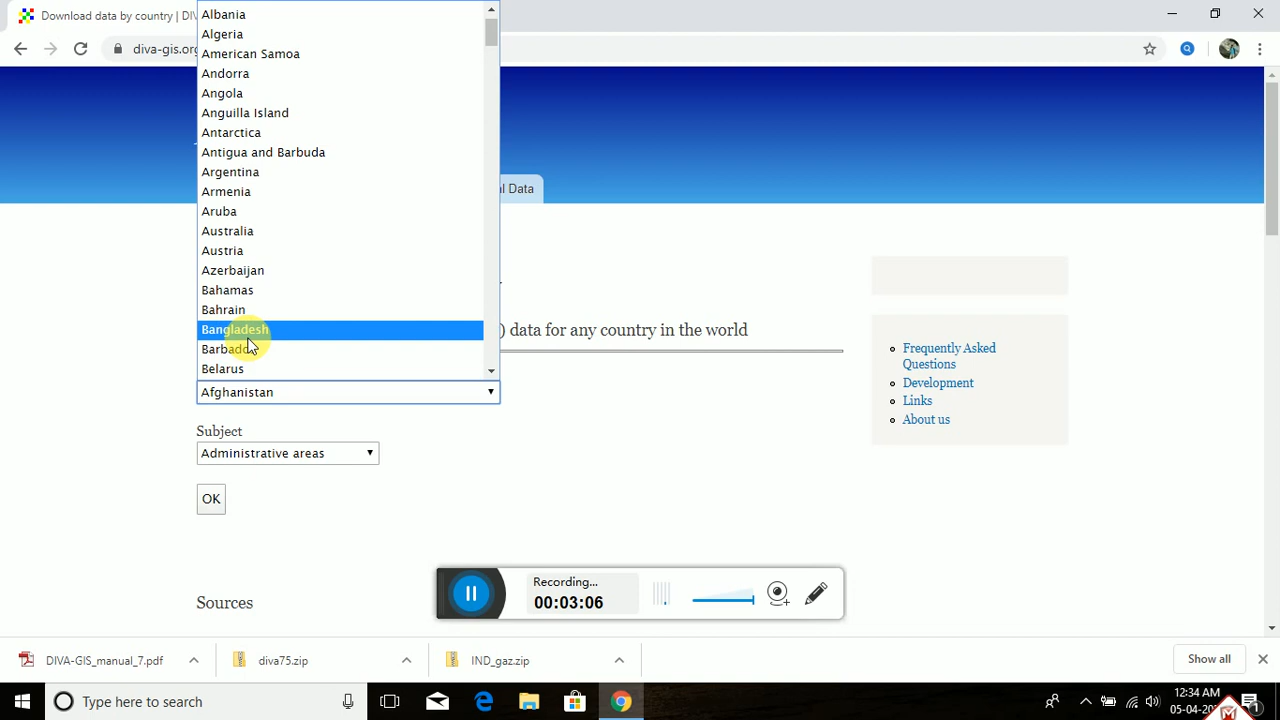 Download data by country | DIV
diva-gis.org
Albania
Algeria
American Samoa
Andorra
Angola
Anguilla Island
Antarctica
Antigua and Barbuda
Argentina
Armenia
Aruba
Australia
Austria
Azerbaijan
Bahamas
Bahrain
Bangladesh
Barbado
Belarus
Afghanistan
l Data
) data for any country in the world
Frequently Asked
Questions
Development
Links
About us
Subject
Administrative areas
OK
Sources
Recording...
00:03:06
DIVA-GIS_manual_7.pdf
diva75.zip
IND_gaz.zip
Show all
Type here to search
12:34 AM
05-04-20
1